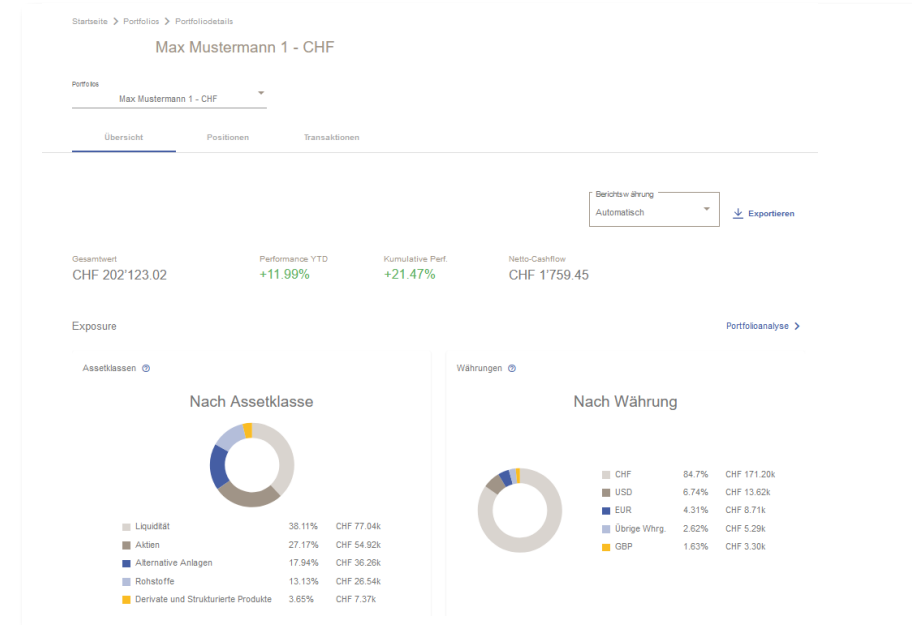 Startseite > Portfolios > Portfoliodetails
Max Mustermann 1 - CHF
Portfolios
Max Mustermann 1 - CHF
Übersicht Positionen Transaktionen
Berichtswährung
Automatisch
Exportieren
Gesamtwert Performance YTD Kumulative Perf. Netto-Cashflow
CHF 202'123.02 +11.99% +21.47% CHF 1'759.45
Exposure Portfolioanalyse >
Assetklassen ?
Nach Assetklasse
Liquidität 38.11% CHF 77.04k
Aktien 27.17% CHF 54.92k
Alternative Anlagen 17.94% CHF 36.26k
Rohstoffe 13.13% CHF 26.54k
Derivate und Strukturierte Produkte 3.65% CHF 7.37k
Währungen ?
Nach Währung
CHF 84.7% CHF 171.20k
USD 6.74% CHF 13.62k
EUR 4.31% CHF 8.71k
Übrige Whrg. 2.62% CHF 5.29k
GBP 1.63% CHF 3.30k